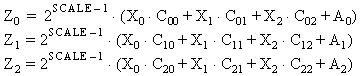 Z₀ = 2^(SCALE−1) · (X₀ · C₀₀ + X₁ · C₀₁ + X₂ · C₀₂ + A₀)
Z₁ = 2^(SCALE−1) · (X₀ · C₁₀ + X₁ · C₁₁ + X₂ · C₁₂ + A₁)
Z₂ = 2^(SCALE−1) · (X₀ · C₂₀ + X₁ · C₂₁ + X₂ · C₂₂ + A₂)